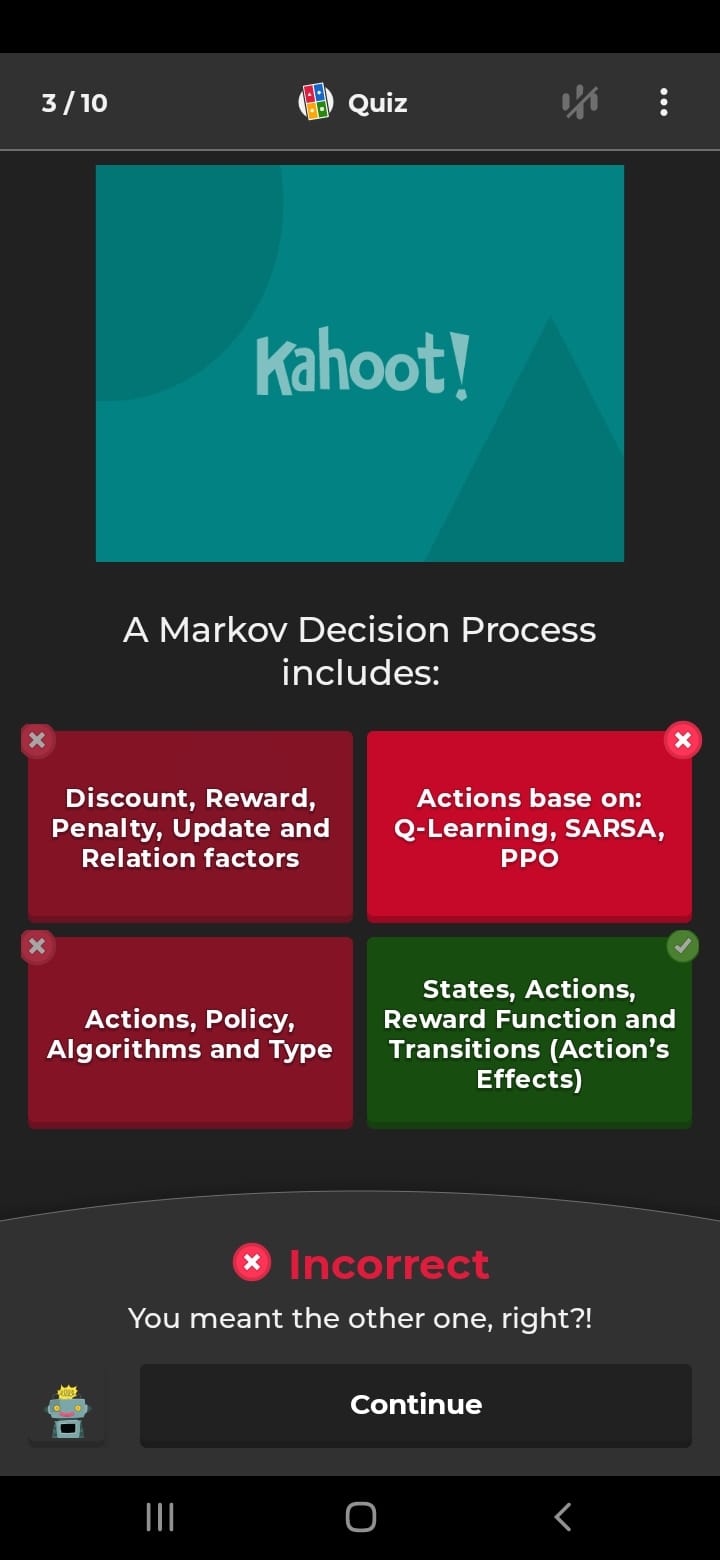 3 / 10
Quiz
Kahoot!
A Markov Decision Process
includes:
Discount, Reward,
Penalty, Update and
Relation factors
Actions base on:
Q-Learning, SARSA,
PPO
Actions, Policy,
Algorithms and Type
States, Actions,
Reward Function and
Transitions (Action’s
Effects)
Incorrect
You meant the other one, right?!
Continue